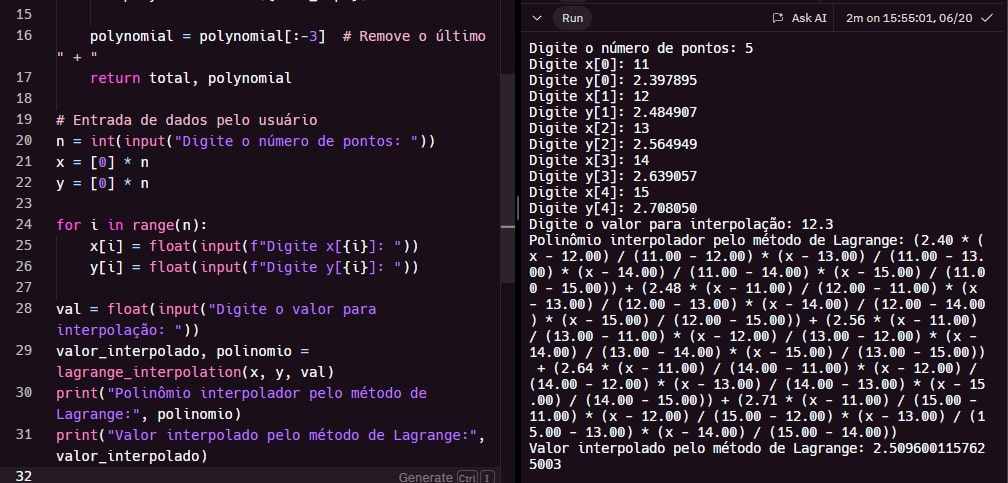 15
16 polynomial = polynomial[:-3]  # Remove o último
" + "
17 return total, polynomial
18
19 # Entrada de dados pelo usuário
20 n = int(input("Digite o número de pontos: "))
21 x = [0] * n
22 y = [0] * n
23
24 for i in range(n):
25 x[i] = float(input(f"Digite x[{i}]: "))
26 y[i] = float(input(f"Digite y[{i}]: "))
27
28 val = float(input("Digite o valor para
interpolação: "))
29 valor_interpolado, polinomio =
lagrange_interpolation(x, y, val)
30 print("Polinômio interpolador pelo método de
Lagrange:", polinomio)
31 print("Valor interpolado pelo método de Lagrange:",
valor_interpolado)
32
Generate Ctrl I
Run
Ask AI
2m on 15:55:01, 06/20
Digite o número de pontos: 5
Digite x[0]: 11
Digite y[0]: 2.397895
Digite x[1]: 12
Digite y[1]: 2.484907
Digite x[2]: 13
Digite y[2]: 2.564949
Digite x[3]: 14
Digite y[3]: 2.639057
Digite x[4]: 15
Digite y[4]: 2.708050
Digite o valor para interpolação: 12.3
Polinômio interpolador pelo método de Lagrange: (2.40 * (
x - 12.00) / (11.00 - 12.00) * (x - 13.00) / (11.00 - 13.
00) * (x - 14.00) / (11.00 - 14.00) * (x - 15.00) / (11.0
0 - 15.00)) + (2.48 * (x - 11.00) / (12.00 - 11.00) * (x
- 13.00) / (12.00 - 13.00) * (x - 14.00) / (12.00 - 14.00
) * (x - 15.00) / (12.00 - 15.00)) + (2.56 * (x - 11.00)
/ (13.00 - 11.00) * (x - 12.00) / (13.00 - 12.00) * (x -
14.00) / (13.00 - 14.00) * (x - 15.00) / (13.00 - 15.00))
+ (2.64 * (x - 11.00) / (14.00 - 11.00) * (x - 12.00) /
(14.00 - 12.00) * (x - 13.00) / (14.00 - 13.00) * (x - 15
.00) / (14.00 - 15.00)) + (2.71 * (x - 11.00) / (15.00 -
11.00) * (x - 12.00) / (15.00 - 12.00) * (x - 13.00) / (1
5.00 - 13.00) * (x - 14.00) / (15.00 - 14.00))
Valor interpolado pelo método de Lagrange: 2.509600115762
5003